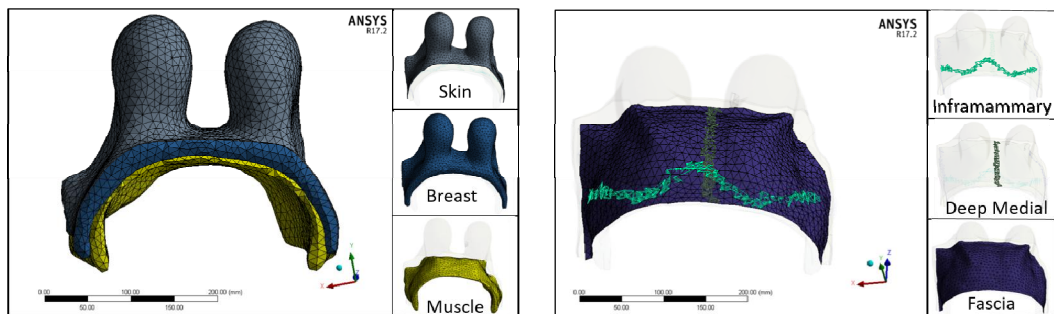 ANSYS
R17.2
Skin
Breast
Muscle
Y
X
Z
0.00 100.00 200.00 (mm)
50.00 150.00
ANSYS
R17.2
Inframammary
Deep Medial
Fascia
Y
Z
X
0.00 100.00 200.00 (mm)
50.00 150.00